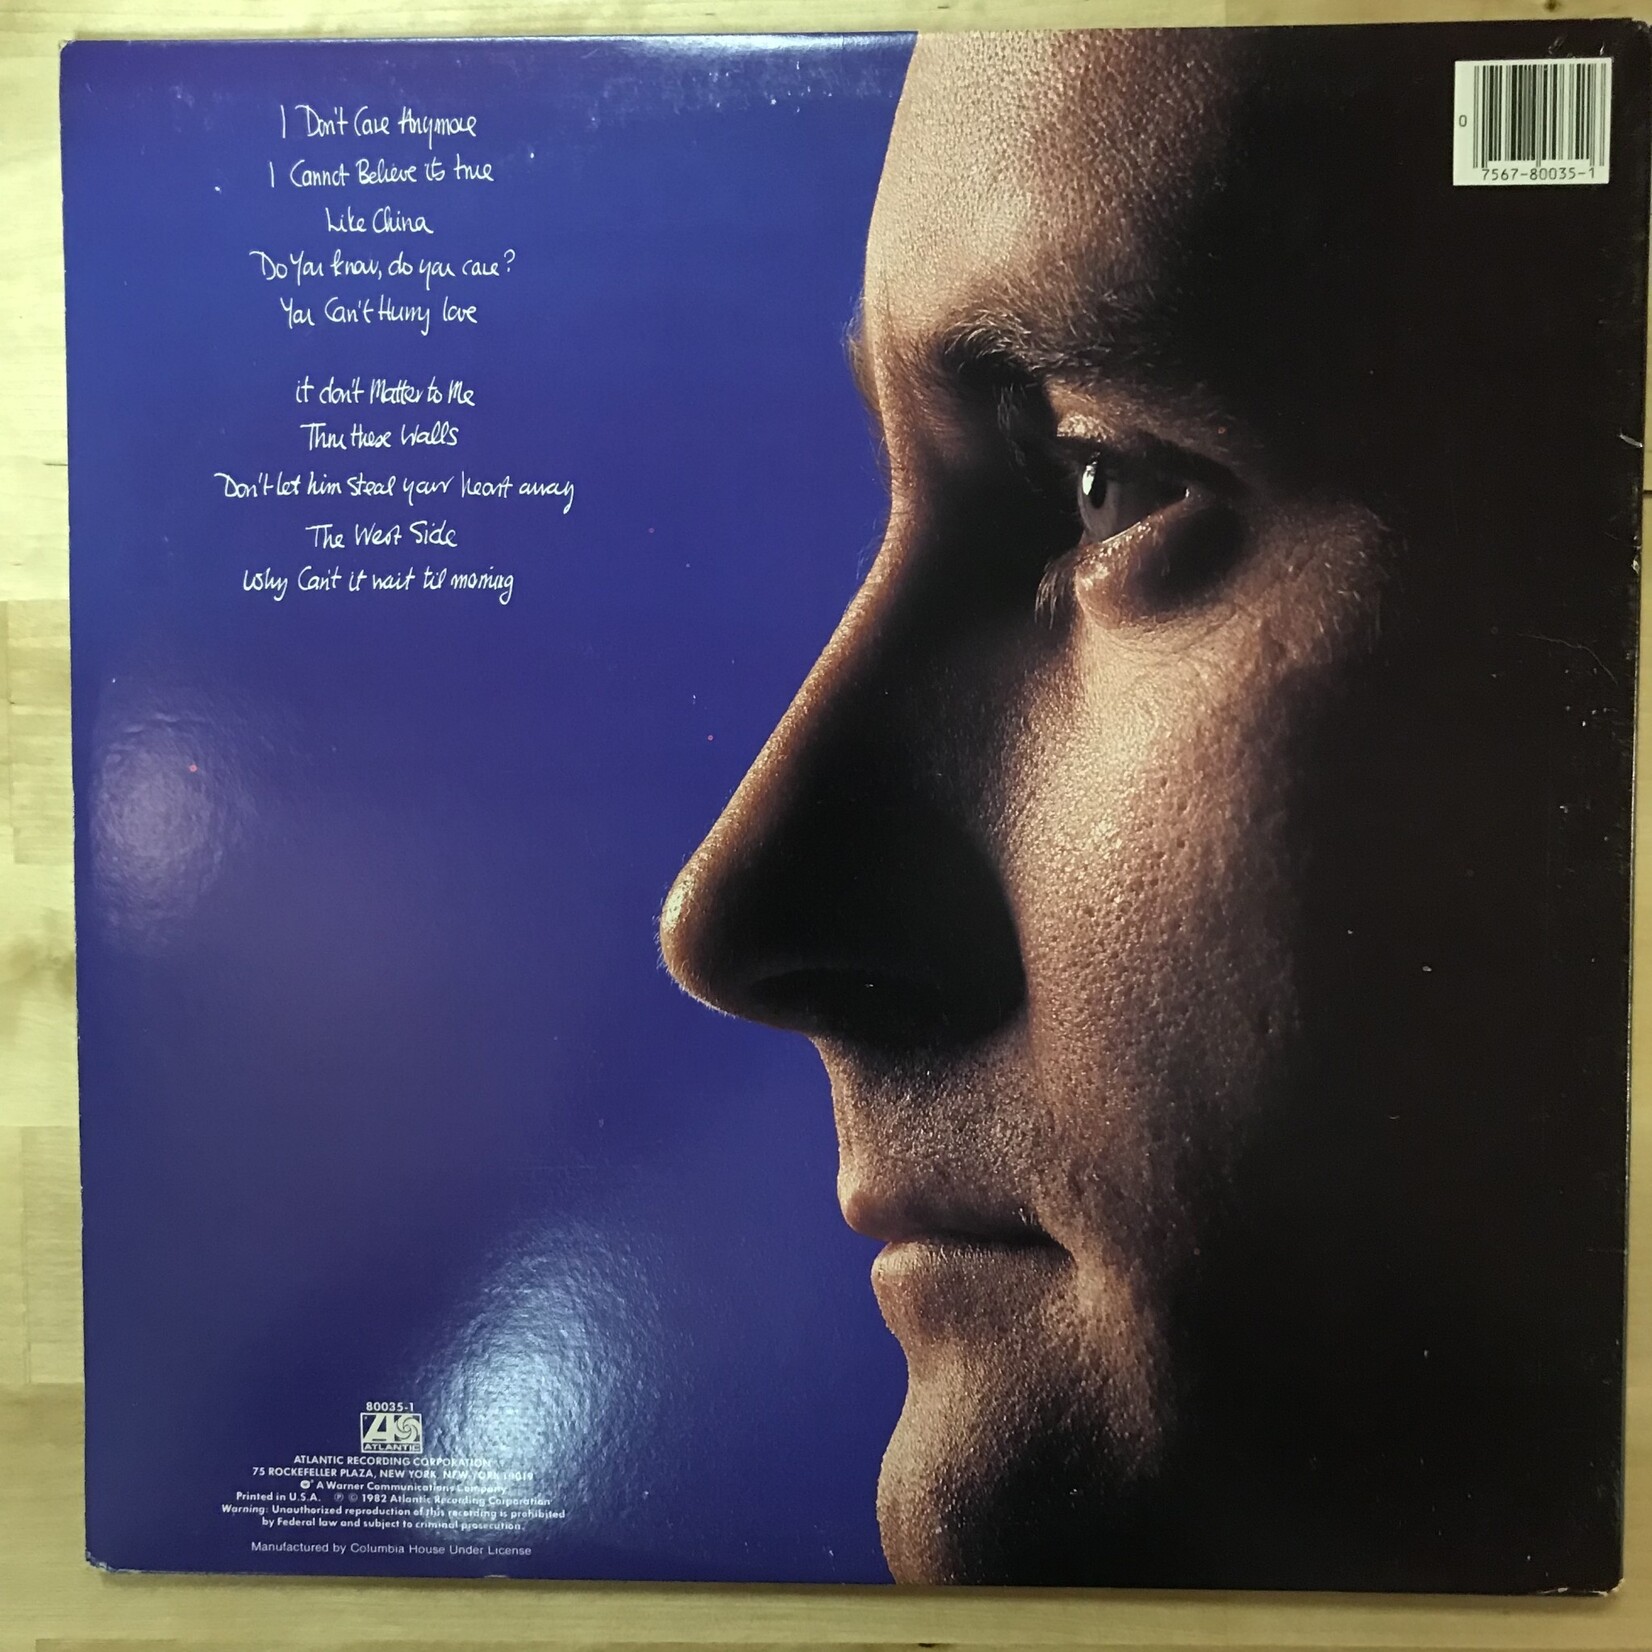 I Don't Care Anymore
I Cannot Believe it's true
Like China
Do You know, do you care?
You Can't Hurry love
it don't Matter to Me
Thru these Walls
Don't let him steal your heart away
The West Side
Why Can't it wait til morning
0
7567-80035-1
80035-1
ATLANTIC
ATLANTIC RECORDING CORPORATION
75 ROCKEFELLER PLAZA, NEW YORK, NEW YORK 10019
A Warner Communications Company
Printed in U.S.A. ℗ © 1982 Atlantic Recording Corporation
Warning: Unauthorized reproduction of this recording is prohibited
by Federal law and subject to criminal prosecution.
Manufactured by Columbia House Under License